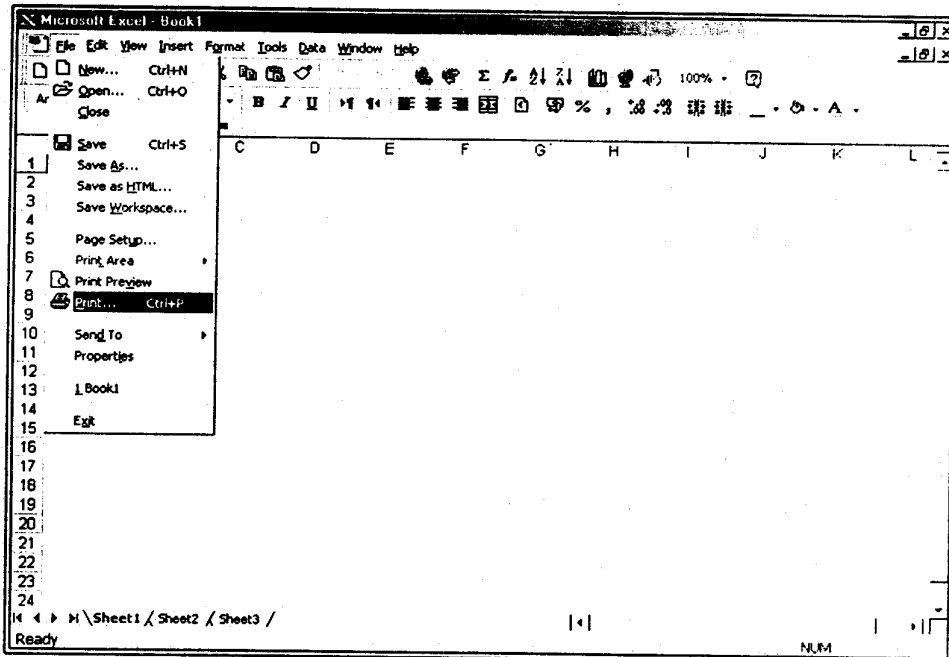 Microsoft Excel - Book1
File Edit View Insert Format Tools Data Window Help
100%
Ar
B I U
New... Ctrl+N
Open... Ctrl+O
Close
Save Ctrl+S
Save As...
Save as HTML...
Save Workspace...
Page Setup...
Print Area
Print Preview
Print... Ctrl+P
Send To
Properties
1 Book1
Exit
C D E F G H I J K L
1
2
3
4
5
6
7
8
9
10
11
12
13
14
15
16
17
18
19
20
21
22
23
24
Sheet1 Sheet2 Sheet3
Ready NUM